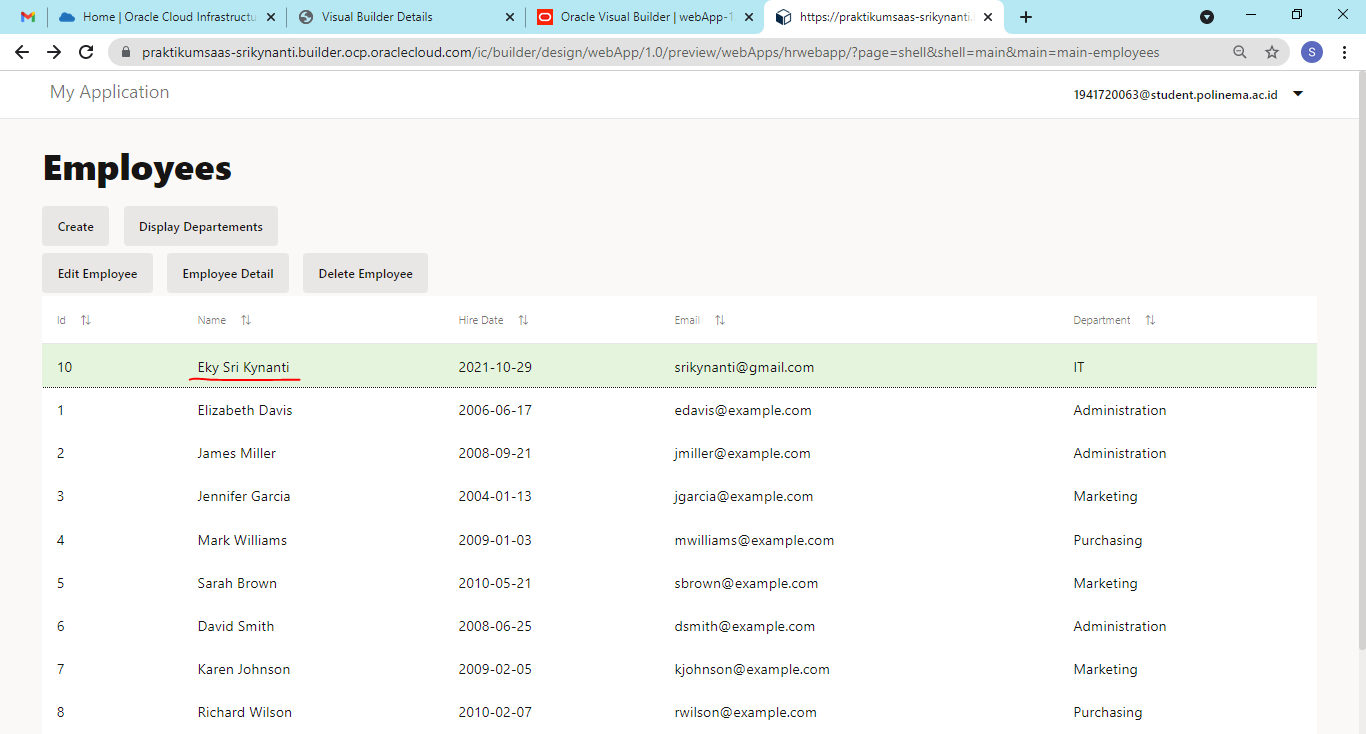 Home | Oracle Cloud Infrastructu
Visual Builder Details
Oracle Visual Builder | webApp-1
https://praktikumsaas-srikynanti.
praktikumsaas-srikynanti.builder.ocp.oraclecloud.com/ic/builder/design/webApp/1.0/preview/webApps/hrwebapp/?page=shell&shell=main&main=main-employees
S
My Application
1941720063@student.polinema.ac.id
Employees
Create Display Departements
Edit Employee Employee Detail Delete Employee
Id Name Hire Date Email Department
10 Eky Sri Kynanti 2021-10-29 srikynanti@gmail.com IT
1 Elizabeth Davis 2006-06-17 edavis@example.com Administration
2 James Miller 2008-09-21 jmiller@example.com Administration
3 Jennifer Garcia 2004-01-13 jgarcia@example.com Marketing
4 Mark Williams 2009-01-03 mwilliams@example.com Purchasing
5 Sarah Brown 2010-05-21 sbrown@example.com Marketing
6 David Smith 2008-06-25 dsmith@example.com Administration
7 Karen Johnson 2009-02-05 kjohnson@example.com Marketing
8 Richard Wilson 2010-02-07 rwilson@example.com Purchasing